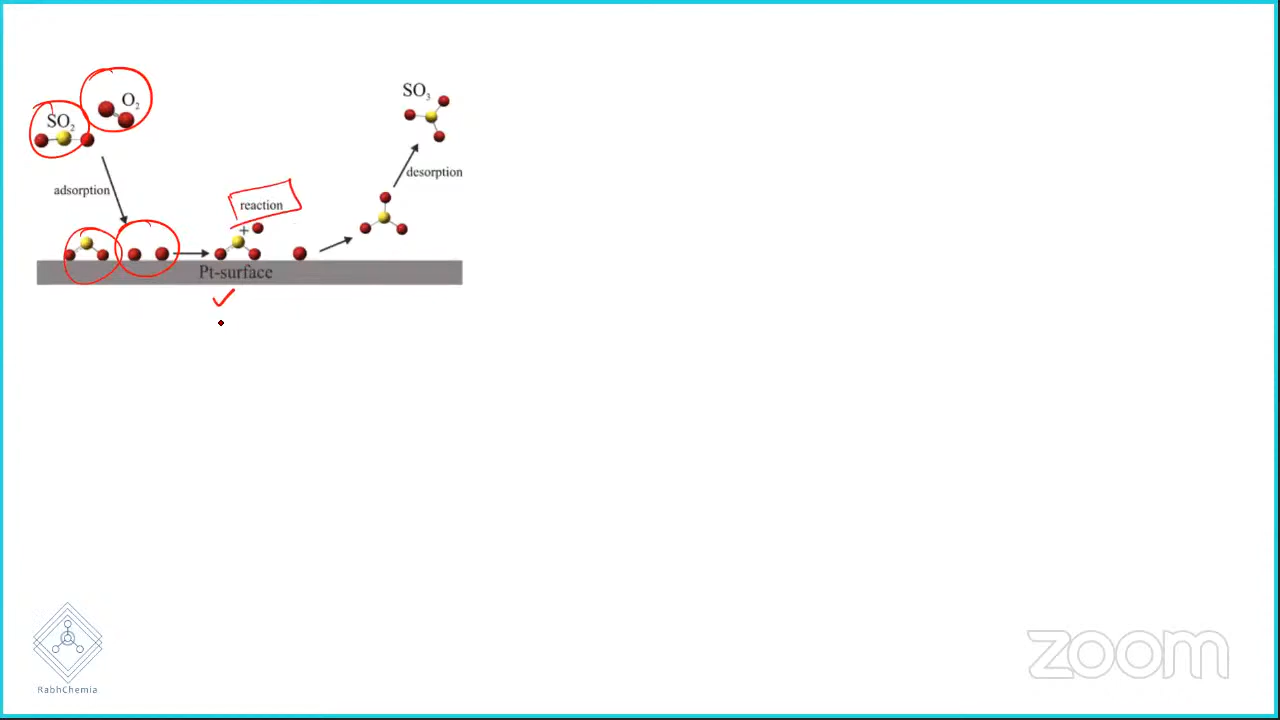 SO2
O2
adsorption
reaction
+
Pt-surface
desorption
SO3
RabhChemia
zoom